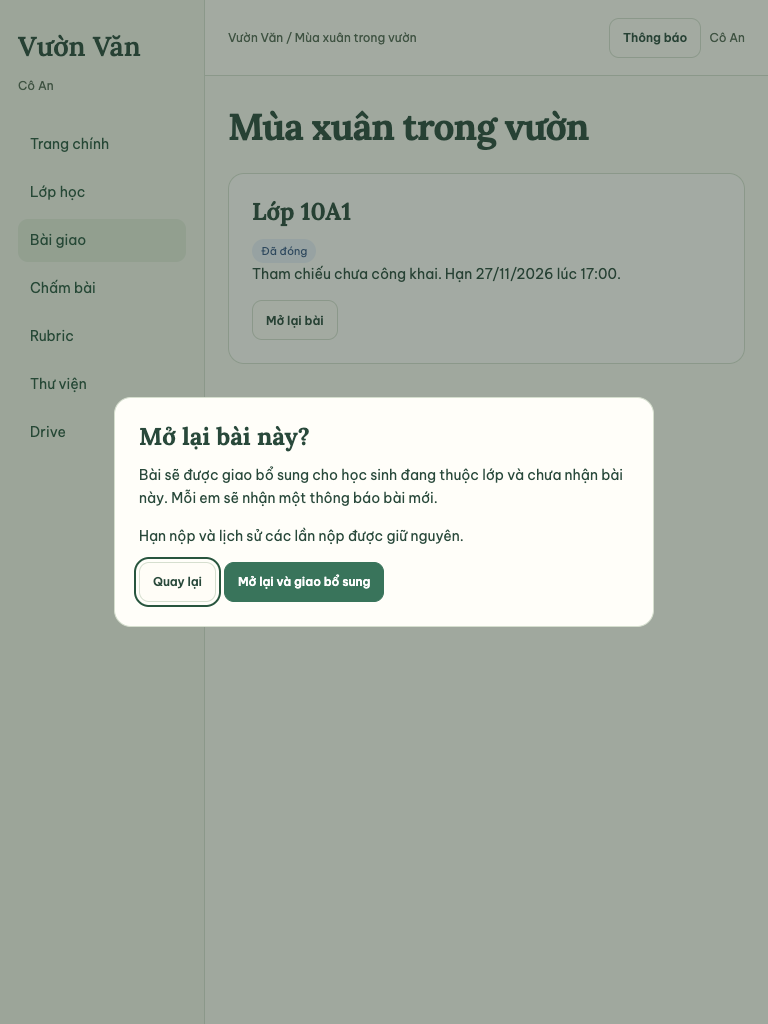 Vườn Văn
Cô An
Trang chính
Lớp học
Bài giao
Chấm bài
Rubric
Thư viện
Drive
Vườn Văn / Mùa xuân trong vườn
Thông báo
Cô An
Mùa xuân trong vườn
Lớp 10A1
Đã đóng
Tham chiếu chưa công khai. Hạn 27/11/2026 lúc 17:00.
Mở lại bài
Mở lại bài này?
Bài sẽ được giao bổ sung cho học sinh đang thuộc lớp và chưa nhận bài
này. Mỗi em sẽ nhận một thông báo bài mới.
Hạn nộp và lịch sử các lần nộp được giữ nguyên.
Quay lại
Mở lại và giao bổ sung